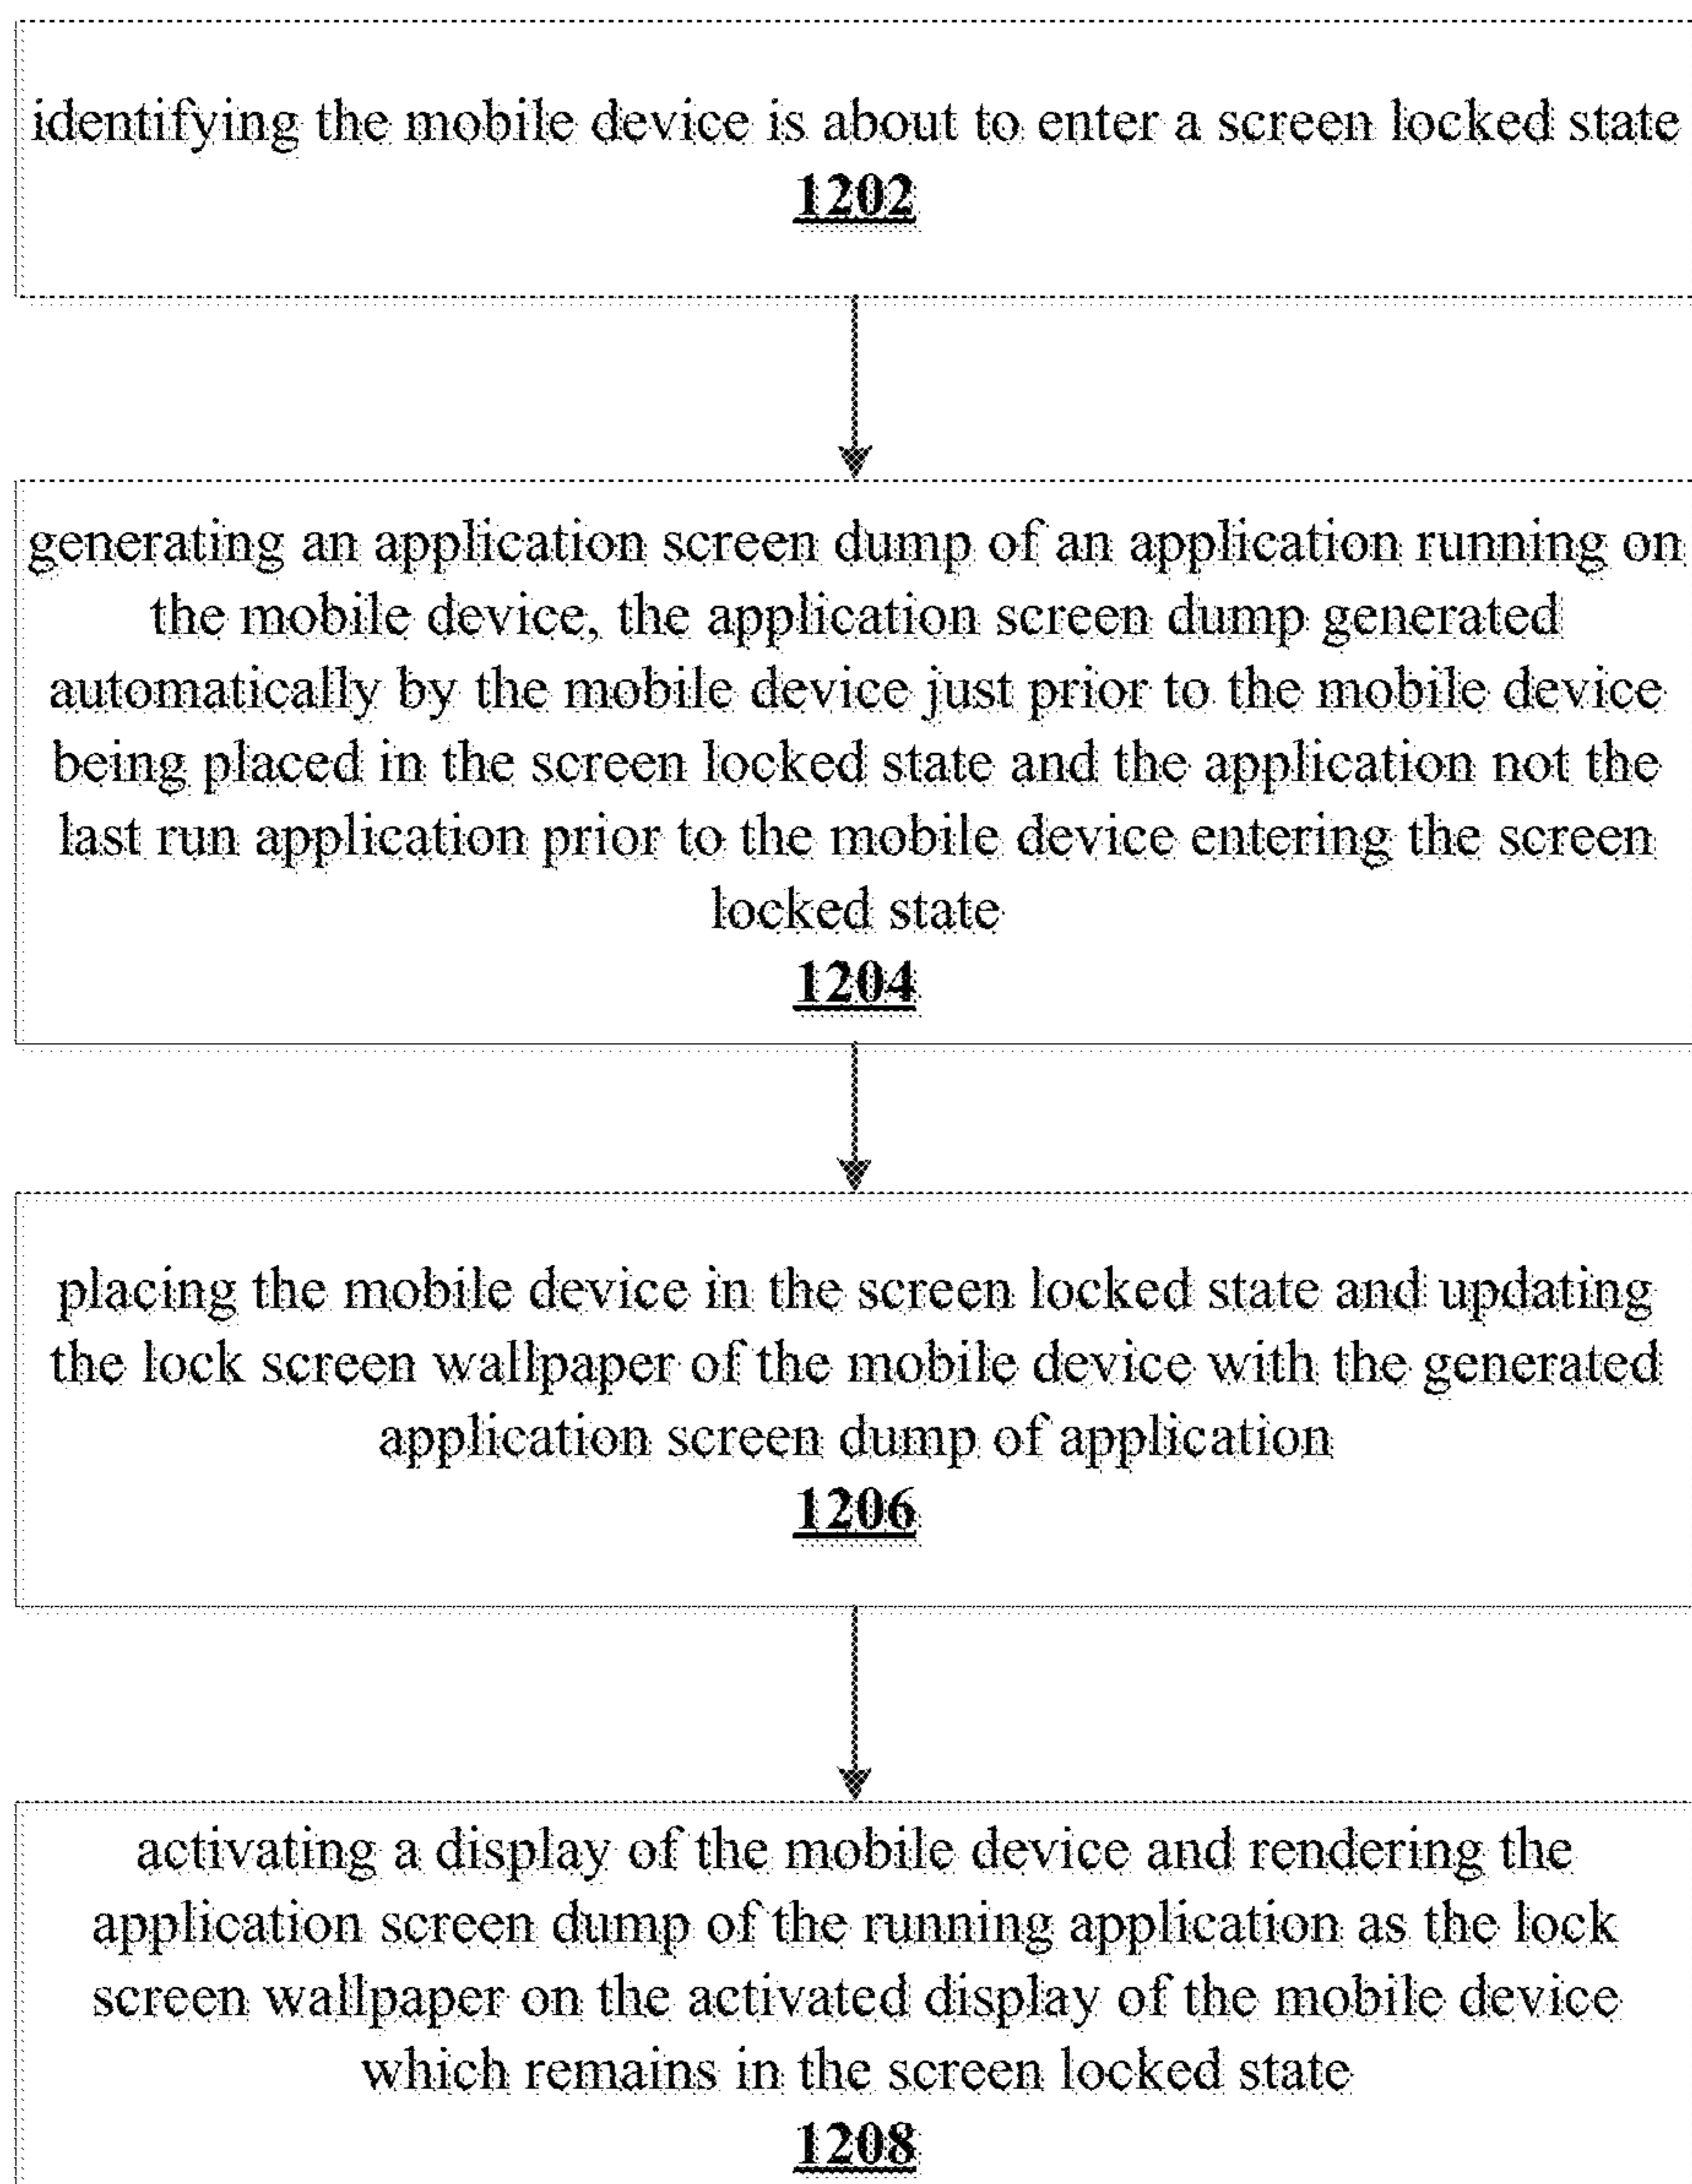 identifying the mobile device is about to enter a screen locked state
1202
generating an application screen dump of an application running on
the mobile device, the application screen dump generated
automatically by the mobile device just prior to the mobile device
being placed in the screen locked state and the application not the
last run application prior to the mobile device entering the screen
locked state
1204
placing the mobile device in the screen locked state and updating
the lock screen wallpaper of the mobile device with the generated
application screen dump of application
1206
activating a display of the mobile device and rendering the
application screen dump of the running application as the lock
screen wallpaper on the activated display of the mobile device
which remains in the screen locked state
1208